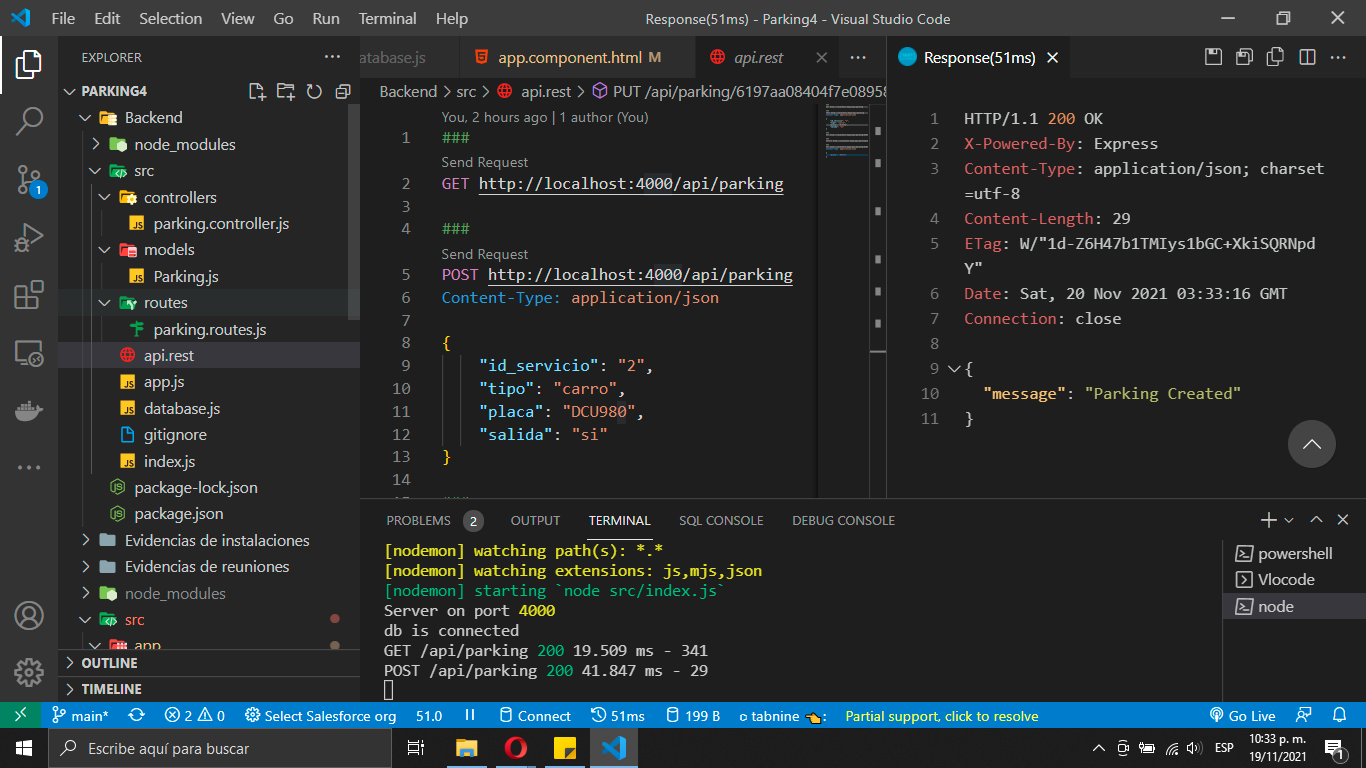 File Edit Selection View Go Run Terminal Help Response(51ms) - Parking4 - Visual Studio Code
EXPLORER
PARKING4
Backend
node_modules
src
controllers
parking.controller.js
models
Parking.js
routes
parking.routes.js
api.rest
app.js
database.js
gitignore
index.js
package-lock.json
package.json
Evidencias de instalaciones
Evidencias de reuniones
node_modules
src
app
OUTLINE
TIMELINE
atabase.js app.component.html M api.rest
Backend > src > api.rest > PUT /api/parking/6197aa08404f7e08958
You, 2 hours ago | 1 author (You)
1 ###
Send Request
2 GET http://localhost:4000/api/parking
3
4 ###
Send Request
5 POST http://localhost:4000/api/parking
6 Content-Type: application/json
7
8 {
9 "id_servicio": "2",
10 "tipo": "carro",
11 "placa": "DCU980",
12 "salida": "si"
13 }
14
Response(51ms)
1 HTTP/1.1 200 OK
2 X-Powered-By: Express
3 Content-Type: application/json; charset
=utf-8
4 Content-Length: 29
5 ETag: W/"1d-Z6H47b1TMIys1bGC+XkiSQRNpd
Y"
6 Date: Sat, 20 Nov 2021 03:33:16 GMT
7 Connection: close
8
9 {
10 "message": "Parking Created"
11 }
PROBLEMS 2 OUTPUT TERMINAL SQL CONSOLE DEBUG CONSOLE
[nodemon] watching path(s): *.*
[nodemon] watching extensions: js,mjs,json
[nodemon] starting `node src/index.js`
Server on port 4000
db is connected
GET /api/parking 200 19.509 ms - 341
POST /api/parking 200 41.847 ms - 29
powershell
Vlocode
node
1
main* 2 0 Select Salesforce org 51.0 Connect 51ms 199 B tabnine Partial support, click to resolve Go Live
Escribe aquí para buscar
ESP
10:33 p. m.
19/11/2021
1